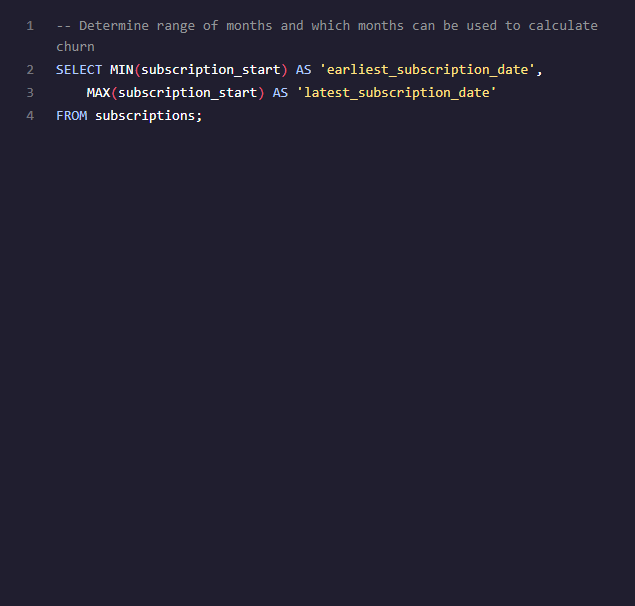 1 -- Determine range of months and which months can be used to calculate
churn
2 SELECT MIN(subscription_start) AS 'earliest_subscription_date',
3 MAX(subscription_start) AS 'latest_subscription_date'
4 FROM subscriptions;